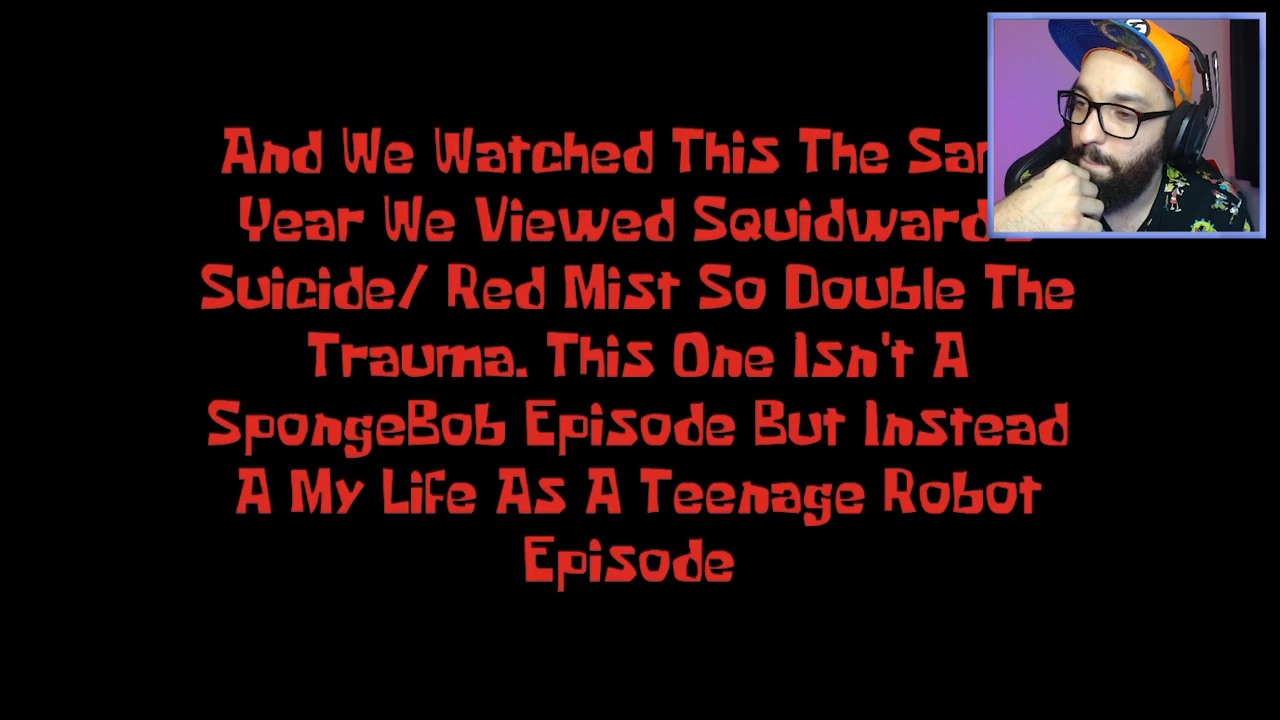 And We Watched This The
Year We Viewed Squidward's
Suicide/ Red Mist So Double The
Trauma. This One Isn't A
SpongeBob Episode But Instead
A My Life As A Teenage Robot
Episode